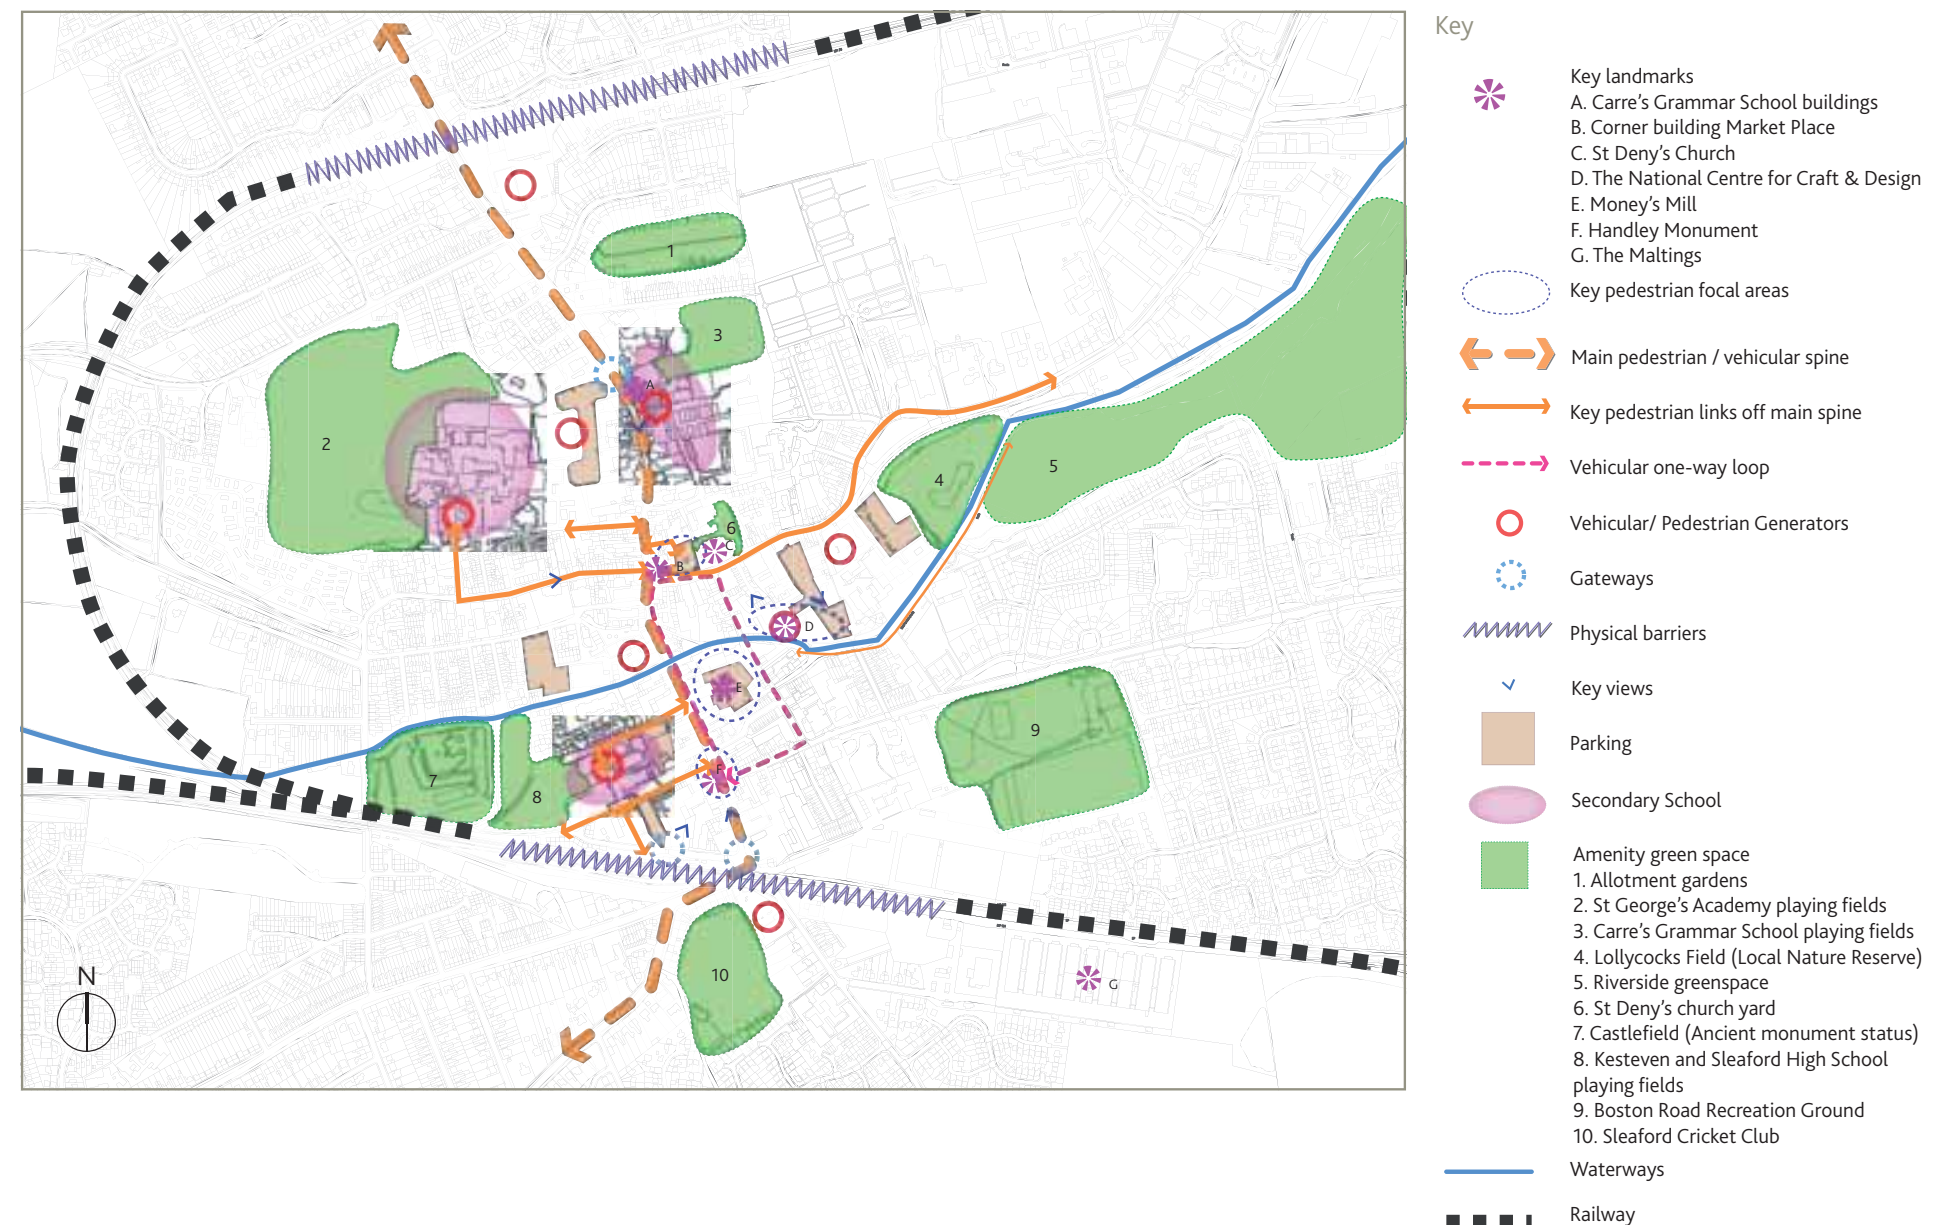 Key
Key landmarks
A. Carre's Grammar School buildings
B. Corner building Market Place
C. St Deny's Church
D. The National Centre for Craft & Design
E. Money's Mill
F. Handley Monument
G. The Maltings
Key pedestrian focal areas
Main pedestrian / vehicular spine
Key pedestrian links off main spine
Vehicular one-way loop
Vehicular/ Pedestrian Generators
Gateways
Physical barriers
Key views
Parking
Secondary School
Amenity green space
1. Allotment gardens
2. St George's Academy playing fields
3. Carre's Grammar School playing fields
4. Lollycocks Field (Local Nature Reserve)
5. Riverside greenspace
6. St Deny's church yard
7. Castlefield (Ancient monument status)
8. Kesteven and Sleaford High School
playing fields
9. Boston Road Recreation Ground
10. Sleaford Cricket Club
Waterways
Railway
1
3
A
2
4
5
6
C
B
D
E
9
F
7
8
10
G
N